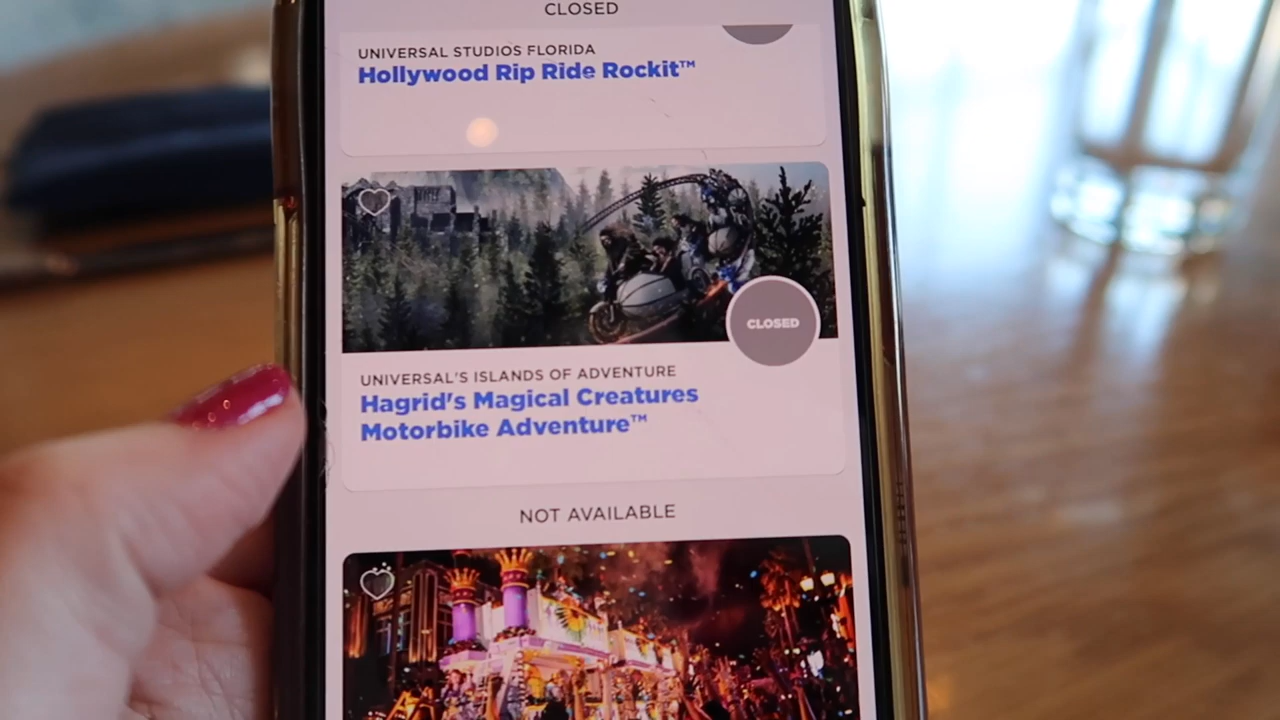 CLOSED
UNIVERSAL STUDIOS FLORIDA
Hollywood Rip Ride Rockit™
CLOSED
UNIVERSAL'S ISLANDS OF ADVENTURE
Hagrid's Magical Creatures
Motorbike Adventure™
NOT AVAILABLE